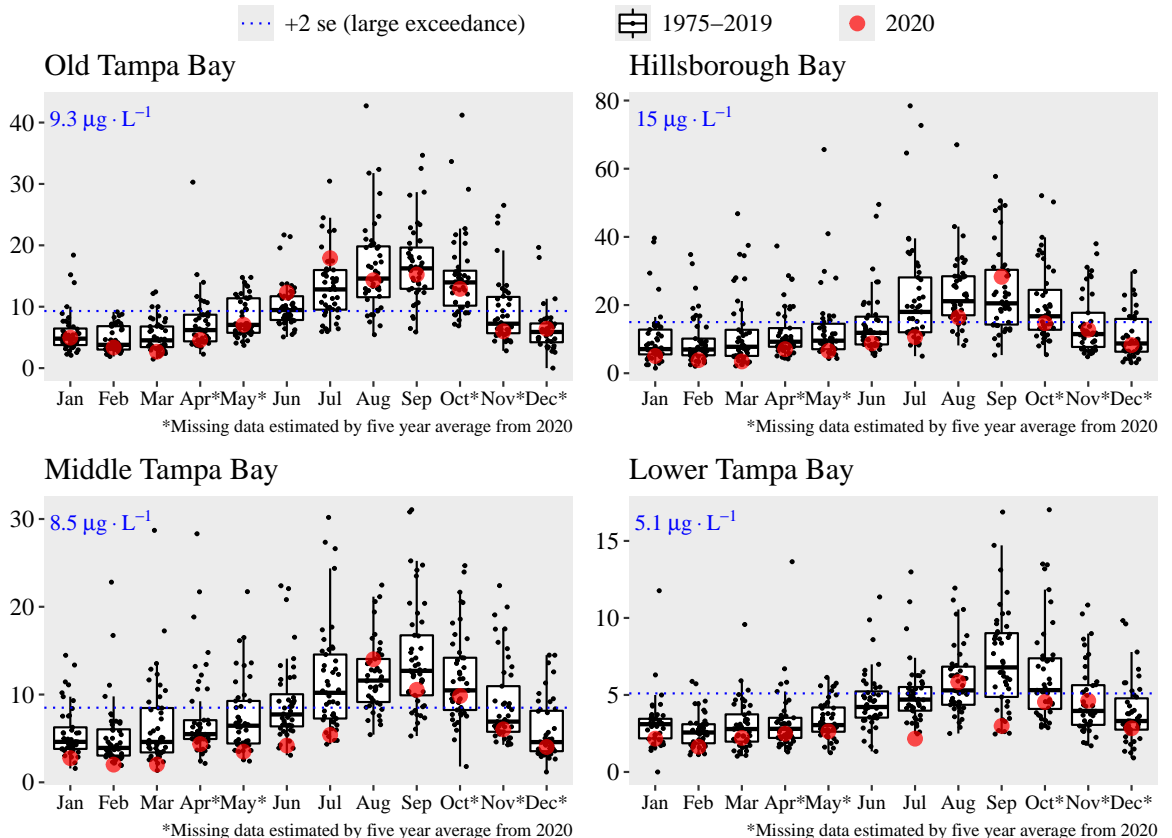 +2 se (large exceedance) 1975–2019 2020
Old Tampa Bay
9.3 μg · L⁻¹
40
30
20
10
0
Jan Feb Mar Apr* May* Jun Jul Aug Sep Oct* Nov* Dec*
*Missing data estimated by five year average from 2020
Hillsborough Bay
15 μg · L⁻¹
80
60
40
20
0
Jan Feb Mar Apr* May* Jun Jul Aug Sep Oct* Nov* Dec*
*Missing data estimated by five year average from 2020
Middle Tampa Bay
8.5 μg · L⁻¹
30
20
10
0
Jan Feb Mar Apr* May* Jun Jul Aug Sep Oct* Nov* Dec*
*Missing data estimated by five year average from 2020
Lower Tampa Bay
5.1 μg · L⁻¹
15
10
5
0
Jan Feb Mar Apr* May* Jun Jul Aug Sep Oct* Nov* Dec*
*Missing data estimated by five year average from 2020